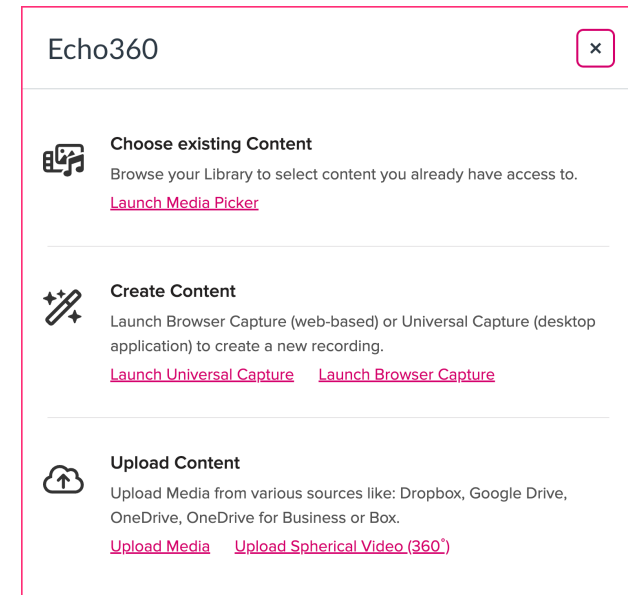 Echo360
×
Choose existing Content
Browse your Library to select content you already have access to.
Launch Media Picker
Create Content
Launch Browser Capture (web-based) or Universal Capture (desktop
application) to create a new recording.
Launch Universal Capture Launch Browser Capture
Upload Content
Upload Media from various sources like: Dropbox, Google Drive,
OneDrive, OneDrive for Business or Box.
Upload Media Upload Spherical Video (360˚)